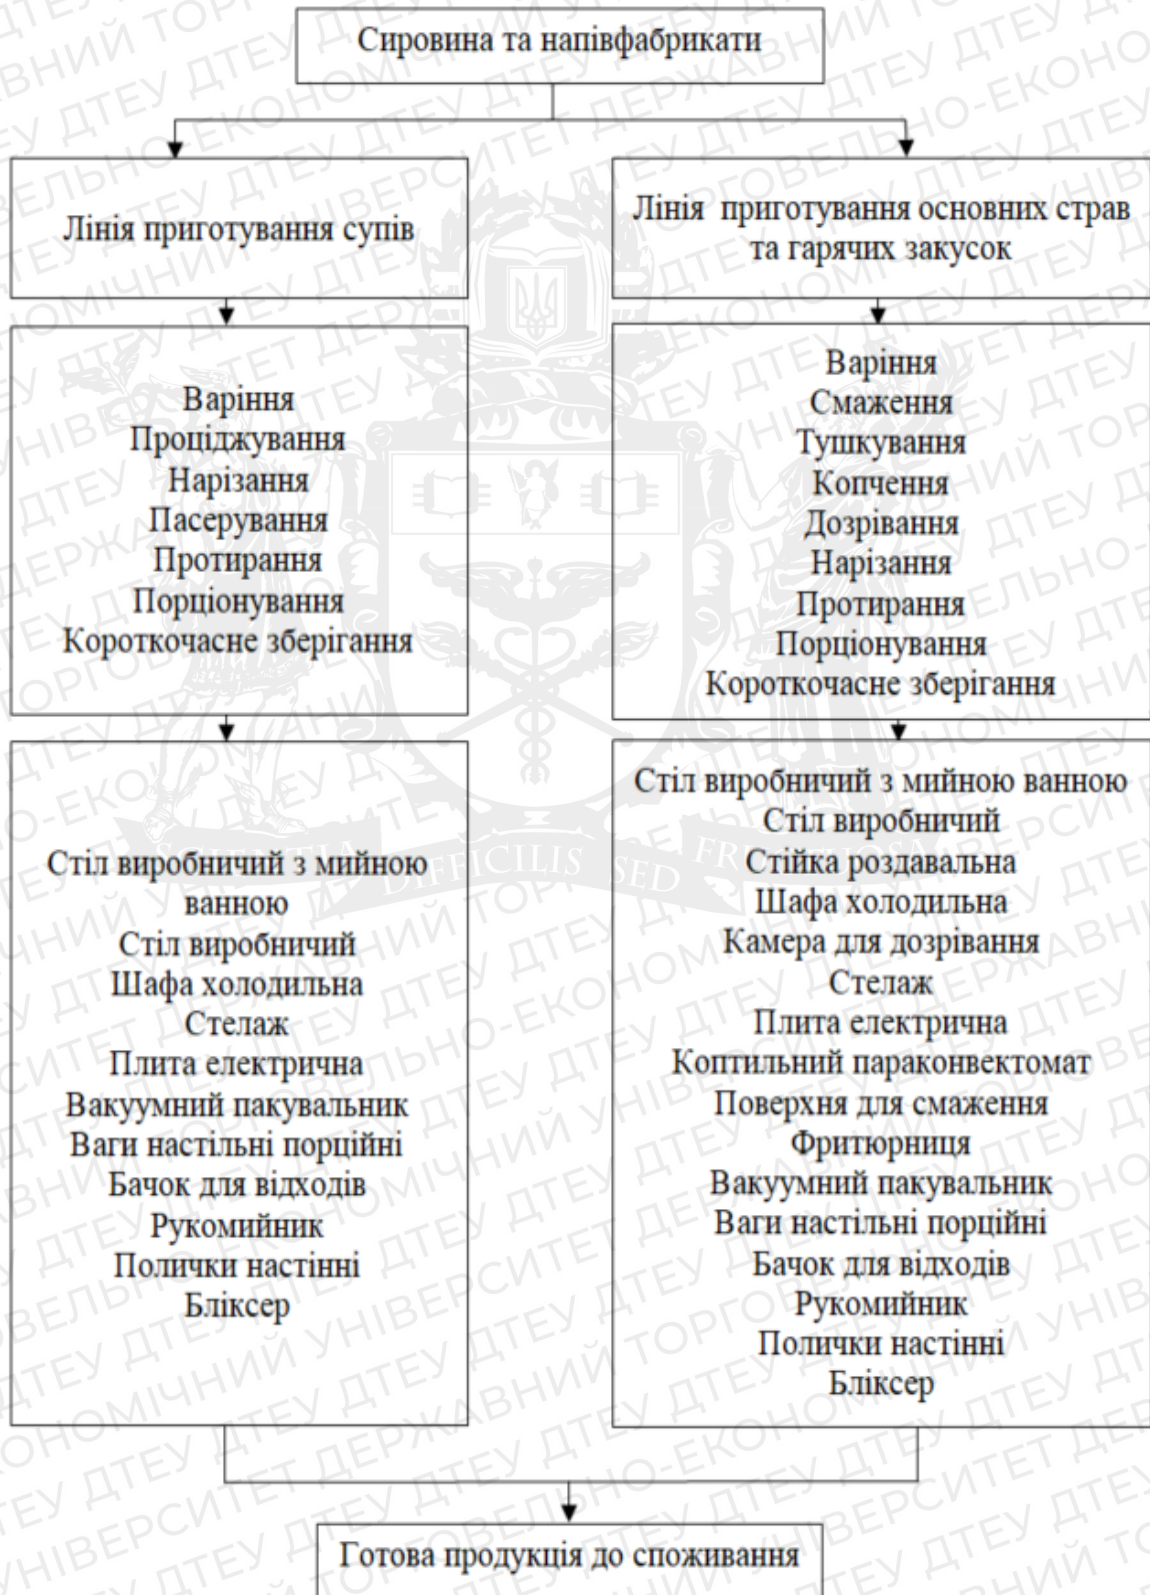 Сировина та напівфабрикати
Лінія приготування супів
Лінія приготування основних страв
та гарячих закусок
Варіння
Проціджування
Нарізання
Пасерування
Протирання
Порціонування
Короткочасне зберігання
Варіння
Смаження
Тушкування
Копчення
Дозрівання
Нарізання
Протирання
Порціонування
Короткочасне зберігання
Стіл виробничий з мийною
ванною
Стіл виробничий
Шафа холодильна
Стелаж
Плита електрична
Вакуумний пакувальник
Ваги настільні порційні
Бачок для відходів
Рукомийник
Полички настінні
Бліксер
Стіл виробничий з мийною ванною
Стіл виробничий
Стійка роздавальна
Шафа холодильна
Камера для дозрівання
Стелаж
Плита електрична
Коптильний параконвектомат
Поверхня для смаження
Фритюрниця
Вакуумний пакувальник
Ваги настільні порційні
Бачок для відходів
Рукомийник
Полички настінні
Бліксер
Готова продукція до споживання